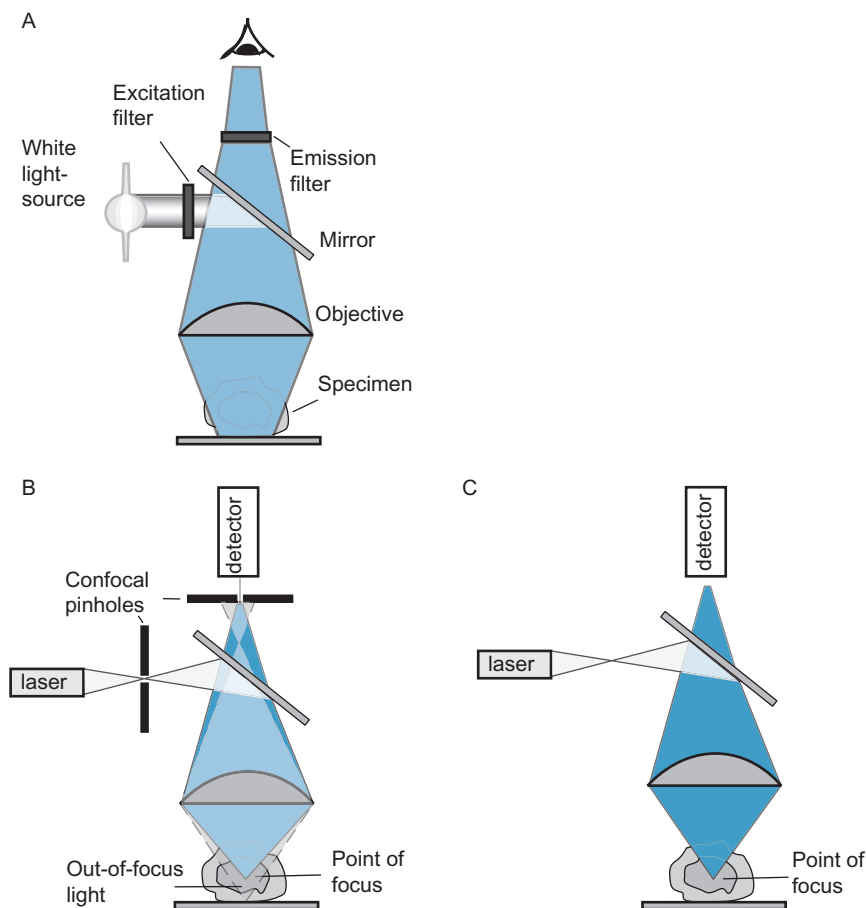 A
Excitation
filter
White
light-
source
Emission
filter
Mirror
Objective
Specimen
B
detector
Confocal
pinholes
laser
Out-of-focus
light
Point of
focus
C
detector
laser
Point of
focus